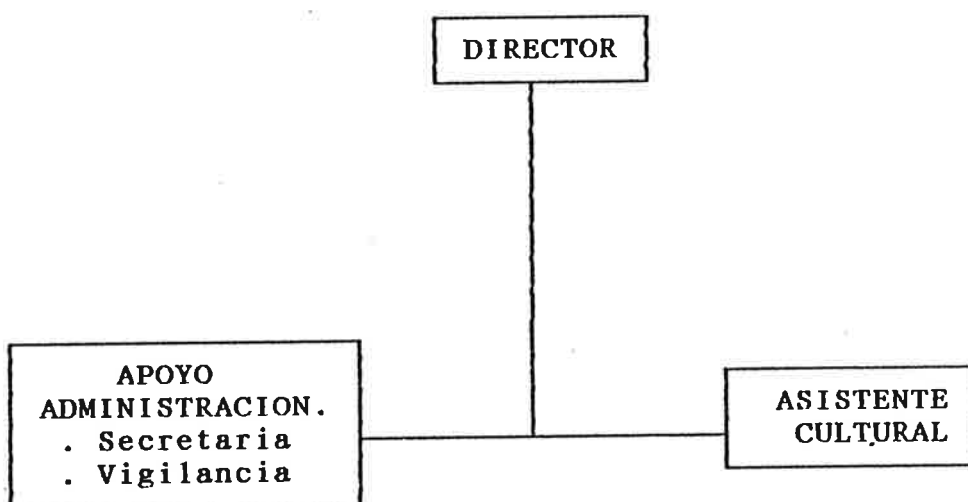 DIRECTOR
APOYO
ADMINISTRACION.
. Secretaria
. Vigilancia
ASISTENTE
CULTURAL